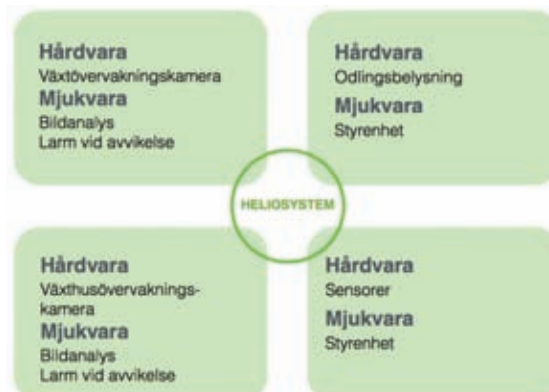 Hårdvara
Växtövervakningskamera
Mjukvara
Bildanalys
Larm vid avvikelse
Hårdvara
Odlingsbelysning
Mjukvara
Styrenhet
HELIOSYSTEM
Hårdvara
Växthusövervaknings-
kamera
Mjukvara
Bildanalys
Larm vid avvikelse
Hårdvara
Sensorer
Mjukvara
Styrenhet